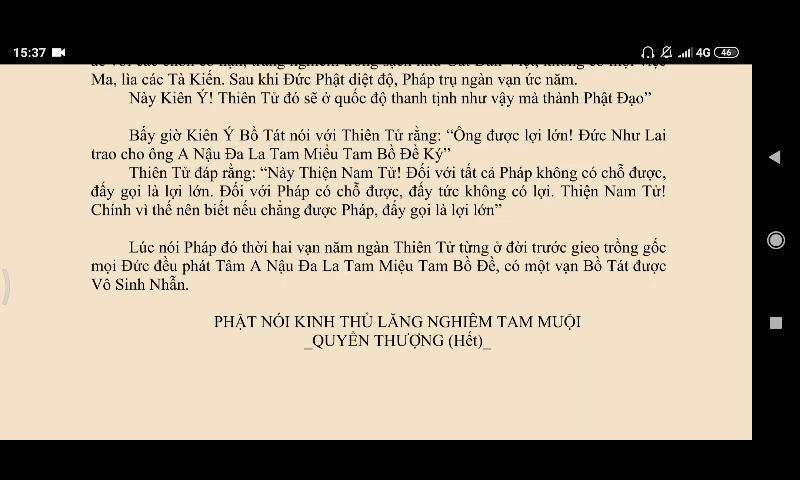 15:37
4G 46
Ma, lìa các Tà Kiến. Sau khi Đức Phật diệt độ, Pháp trụ ngàn vạn ức năm.
Này Kiên Ý! Thiên Tử đó sẽ ở quốc độ thanh tịnh như vậy mà thành Phật Đạo”
Bấy giờ Kiên Ý Bồ Tát nói với Thiên Tử rằng: “Ông được lợi lớn! Đức Như Lai
trao cho ông A Nậu Đa La Tam Miểu Tam Bồ Đề Ký”
Thiên Tử đáp rằng: “Này Thiện Nam Tử! Đối với tất cả Pháp không có chỗ được,
đấy gọi là lợi lớn. Đối với Pháp có chỗ được, đấy tức không có lợi. Thiện Nam Tử!
Chính vì thế nên biết nếu chẳng được Pháp, đấy gọi là lợi lớn”
Lúc nói Pháp đó thời hai vạn năm ngàn Thiên Tử từng ở đời trước gieo trồng gốc
mọi Đức đều phát Tâm A Nậu Đa La Tam Miệu Tam Bồ Đề, có một vạn Bồ Tát được
Vô Sinh Nhẫn.
PHẬT NÓI KINH THỦ LĂNG NGHIÊM TAM MUỘI
_QUYỂN THƯỢNG (Hết)_